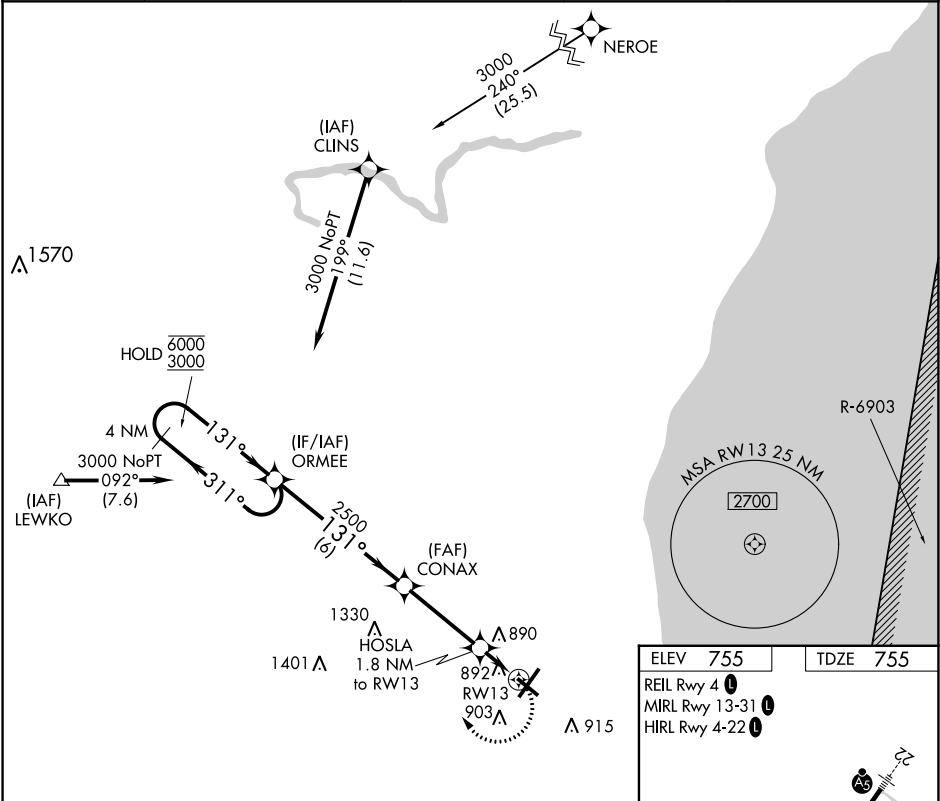 NEROE
3000
240°
(25.5)
(IAF)
CLINS
3000 NoPT
199°
(11.6)
1570
HOLD 6000
3000
4 NM
131°
311°
3000 NoPT
092°
(7.6)
(IAF)
LEWKO
(IF/IAF)
ORMEE
2500
131°
(6)
(FAF)
CONAX
R-6903
MSA RW13 25 NM
2700
1330
HOSLA
1.8 NM
to RW13
1401
890
892
RW13
903
915
ELEV 755
TDZE 755
REIL Rwy 4 L
MIRL Rwy 13-31 L
HIRL Rwy 4-22 L
22
A5